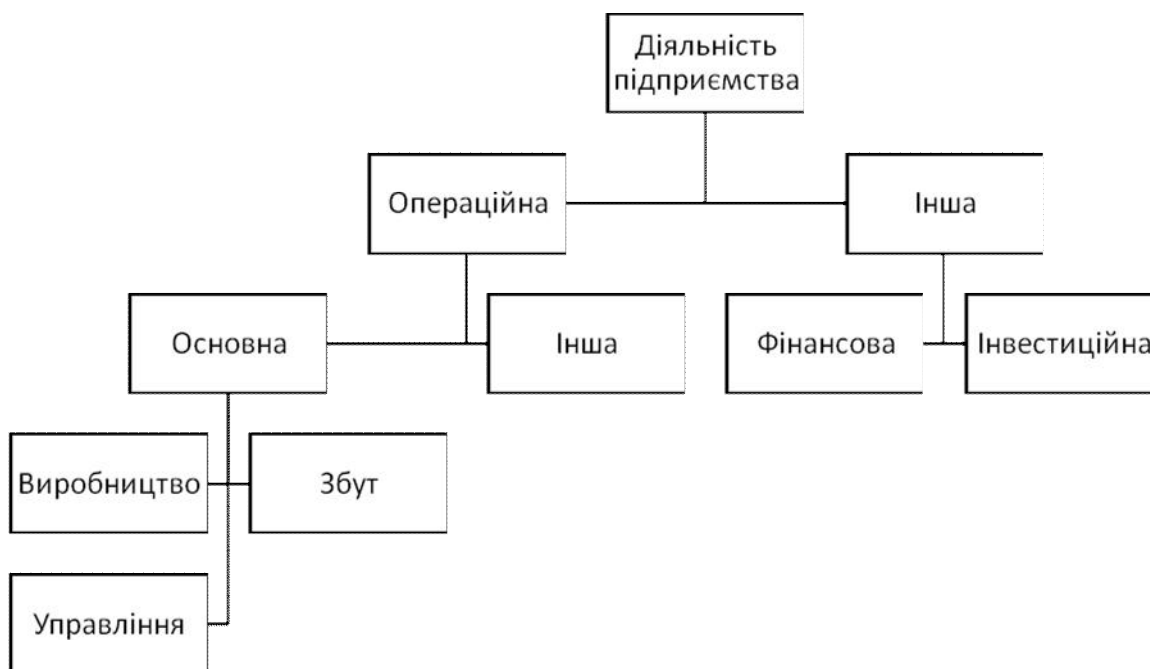 Діяльність
підприємства
Операційна
Інша
Основна
Інша
Фінансова
Інвестиційна
Виробництво
Збут
Управління